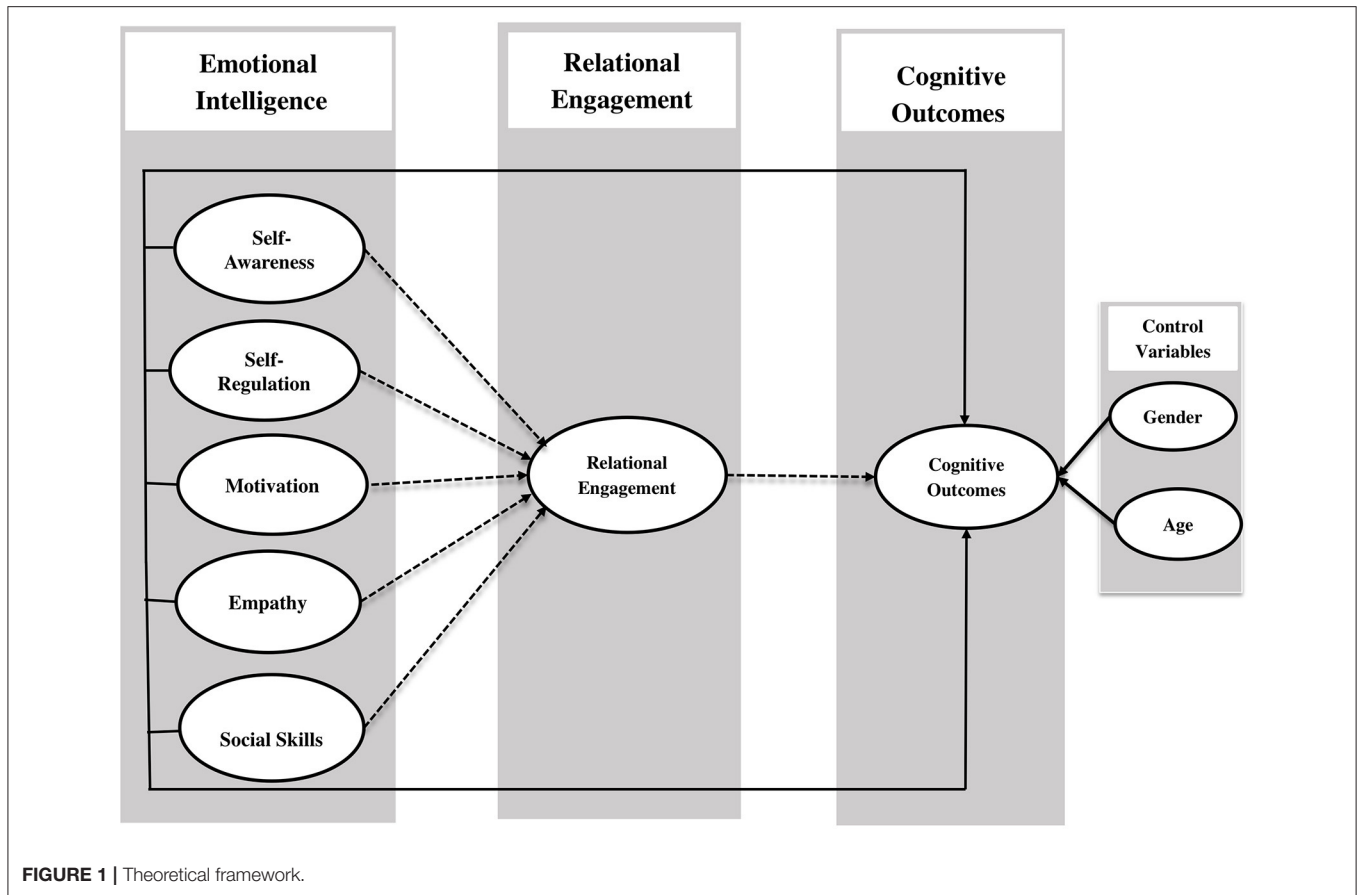 Emotional
Intelligence
Relational
Engagement
Cognitive
Outcomes
Self-
Awareness
Self-
Regulation
Motivation
Empathy
Social Skills
Relational
Engagement
Cognitive
Outcomes
Control
Variables
Gender
Age
FIGURE 1 | Theoretical framework.